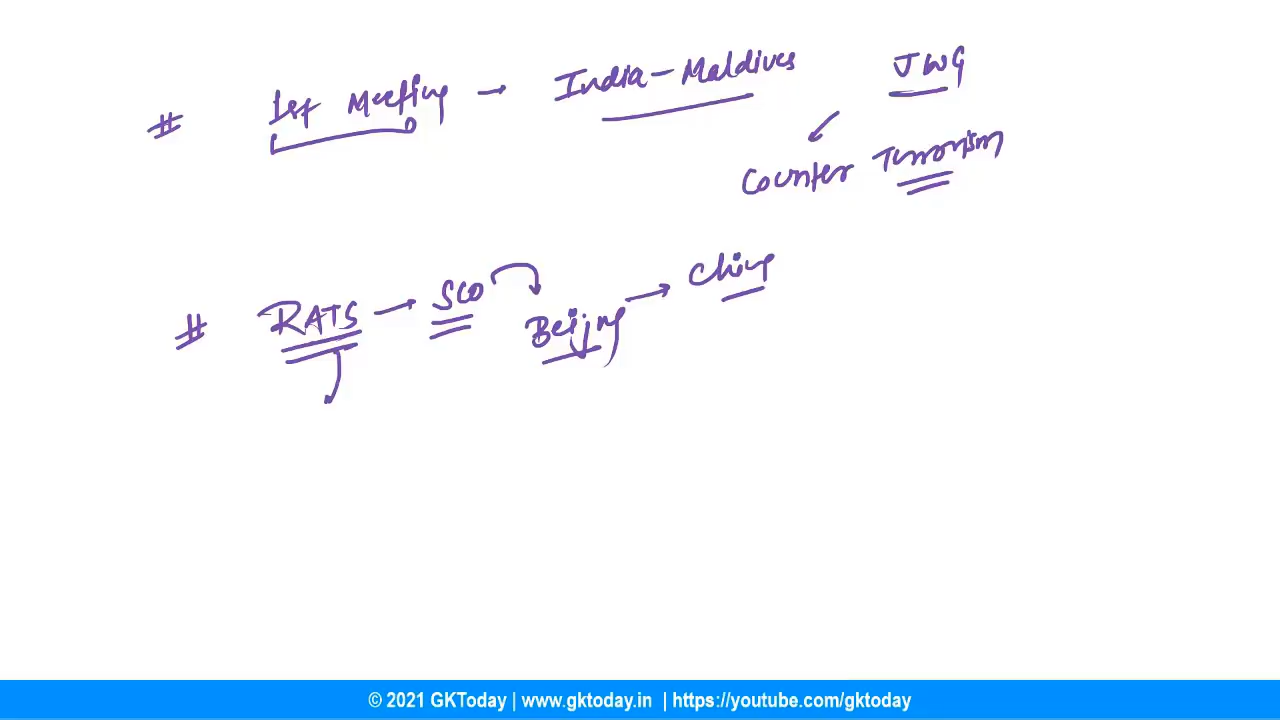 # 1st Meeting → India - Maldives JWG
Counter Terrorism
# RATS → SCO Beijing → China
© 2021 GKToday | www.gktoday.in | https://youtube.com/gktoday